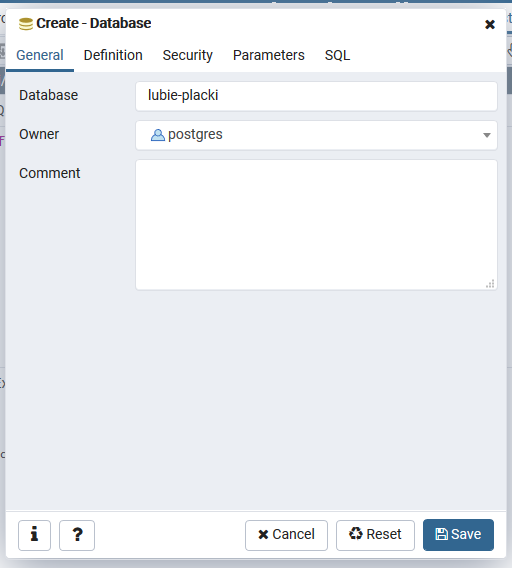 Create - Database
General Definition Security Parameters SQL
Database lubie-placki
Owner postgres
Comment
i ? Cancel Reset Save